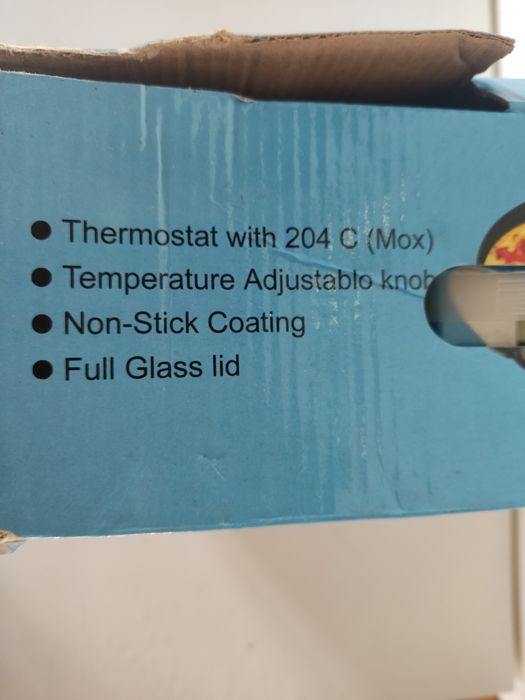 ● Thermostat with 204 C (Mox)
● Temperature Adjustablo knob
● Non-Stick Coating
● Full Glass lid